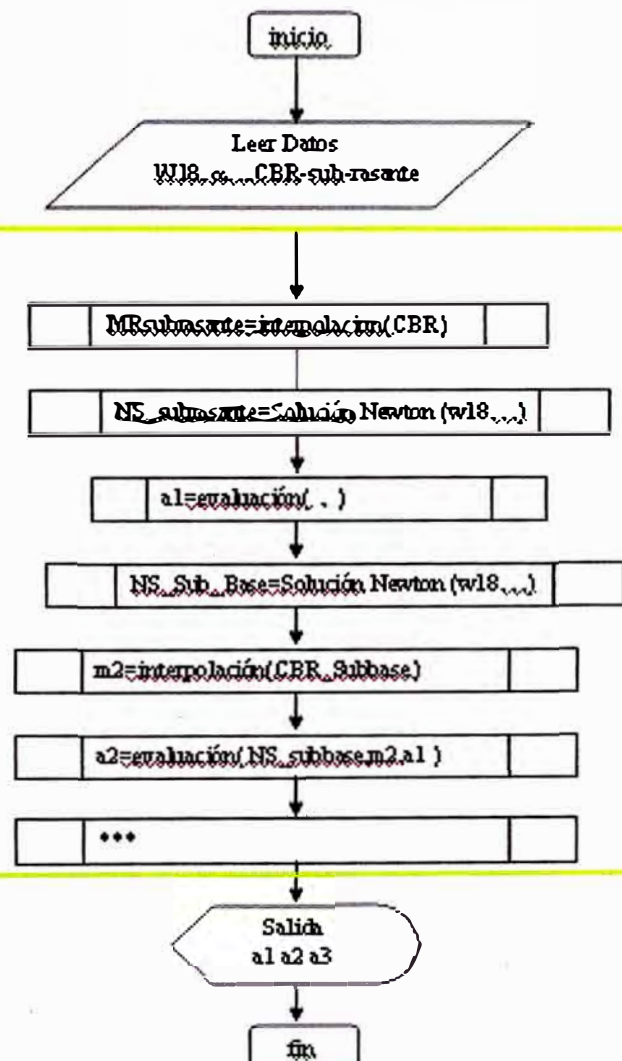 inicio
Leer Datos
W18, α, ...CBR-sub-rasante
MRsubrasante=interpolacion(CBR)
NS_subrasante=Solución Newton (w18,,,)
a1=evaluación( , )
NS_Sub_Base=Solución Newton (w18,,,)
m2=interpolación(CBR_Subbase)
a2=evaluación(NS_subbase,m2,a1 )
***
Salida
a1 a2 a3
fin